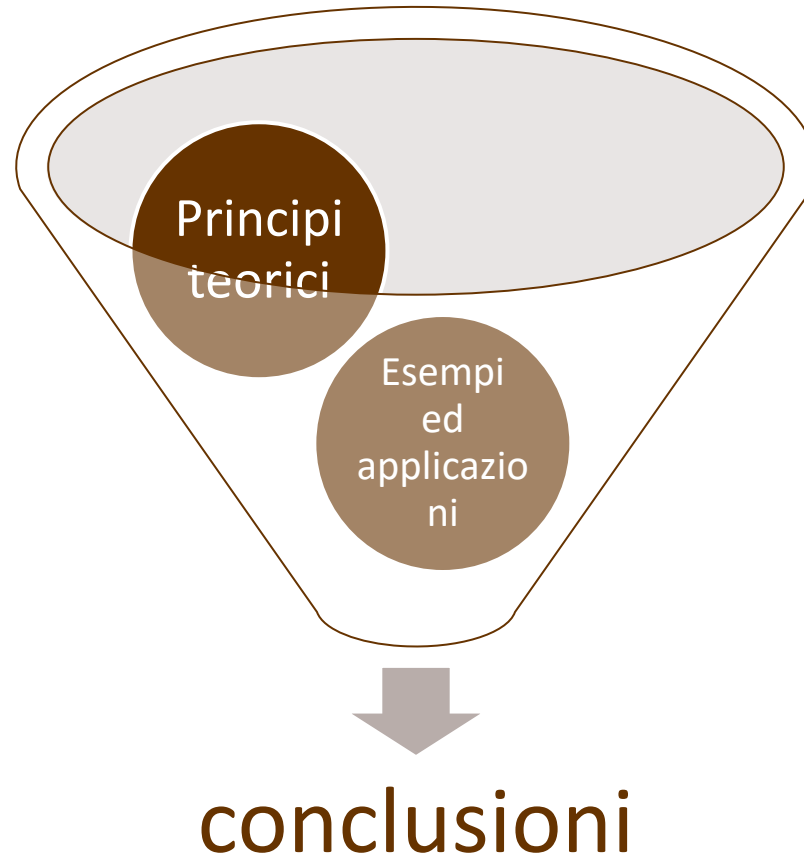 Principi
teorici
Esempi
ed
applicazio
ni
conclusioni